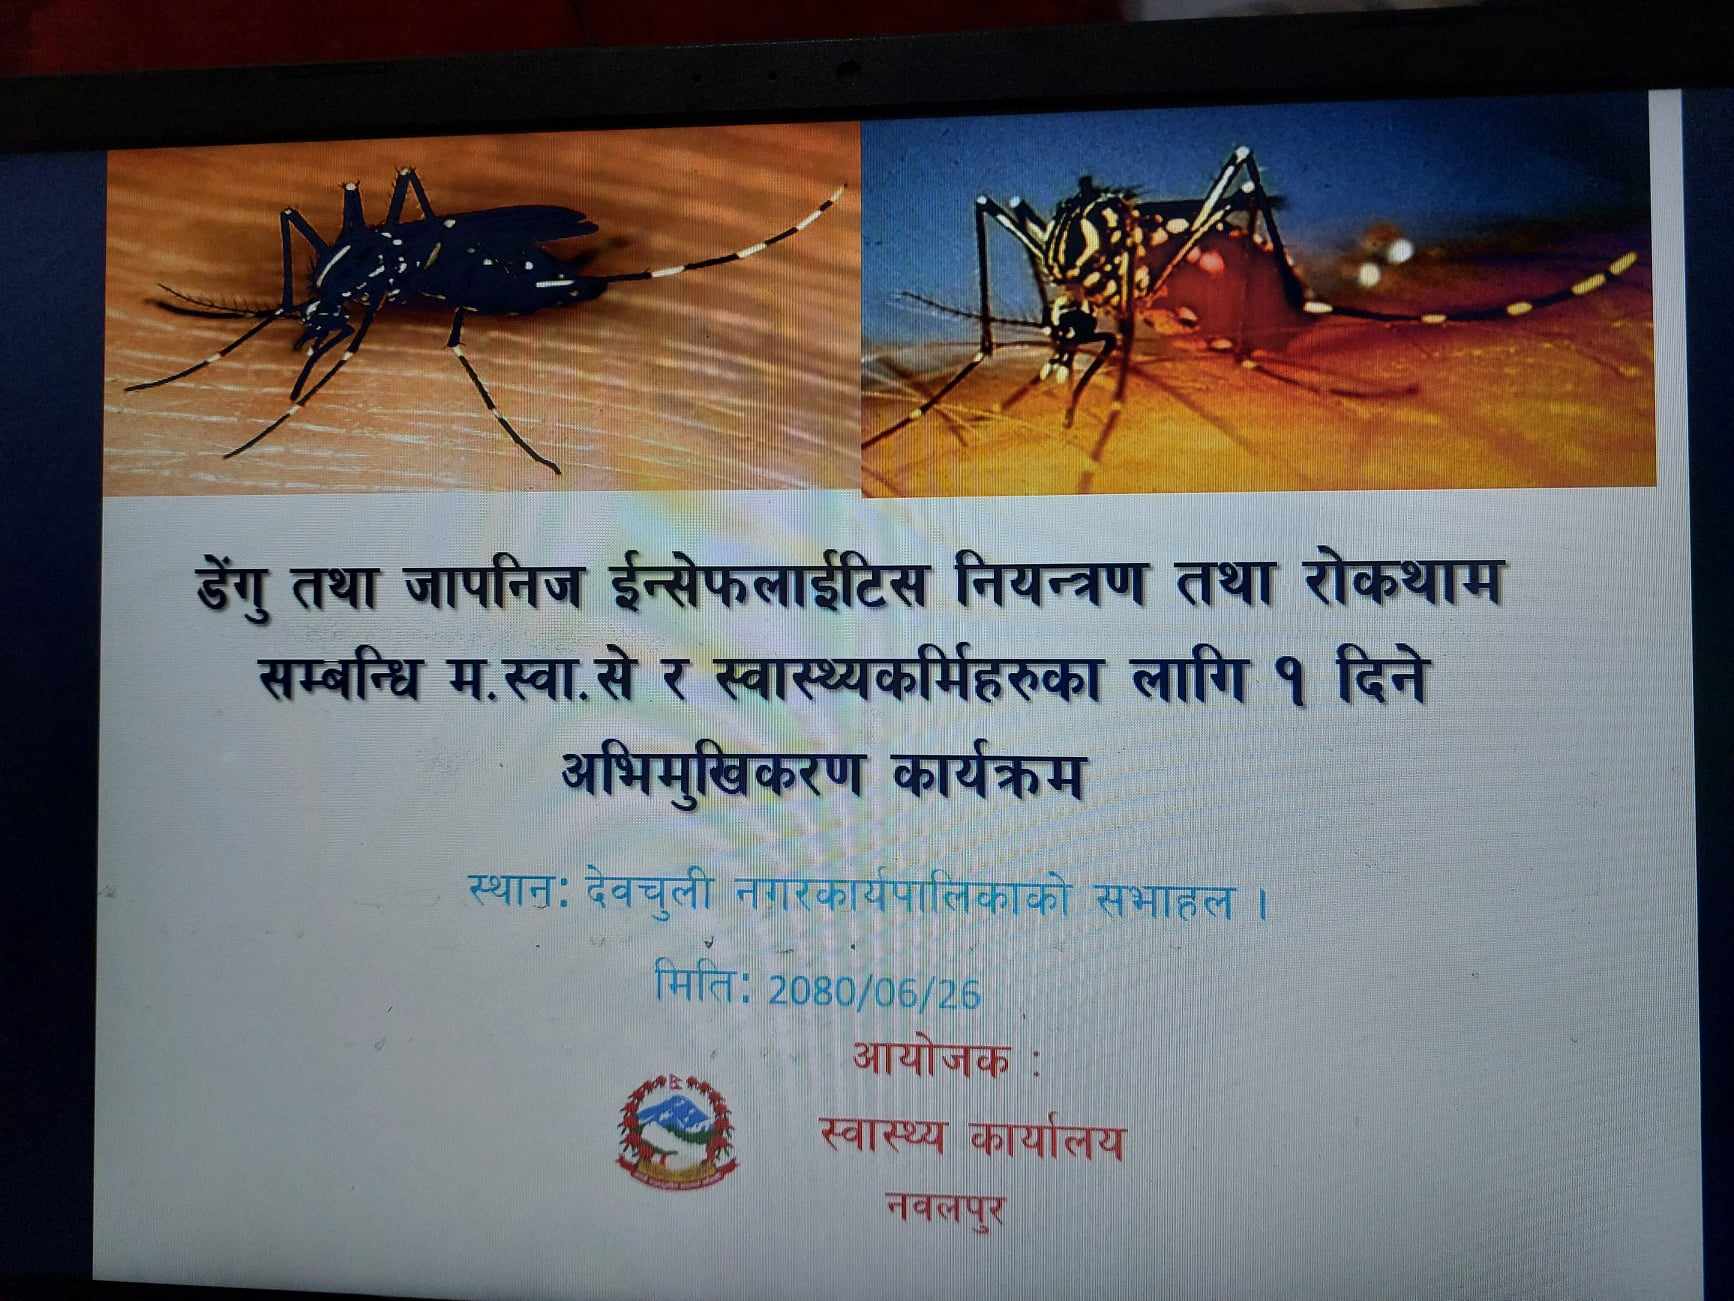 डेंगु तथा जापनिज ईन्सेफलाईटिस नियन्त्रण तथा रोकथाम
सम्बन्धि म.स्वा.से र स्वास्थ्यकर्मिहरुका लागि १ दिने
अभिमुखिकरण कार्यक्रम
स्थान: देवचुली नगरकार्यपालिकाको सभाहल ।
मिति: 2080/06/26
आयोजक :
स्वास्थ्य कार्यालय
नवलपुर